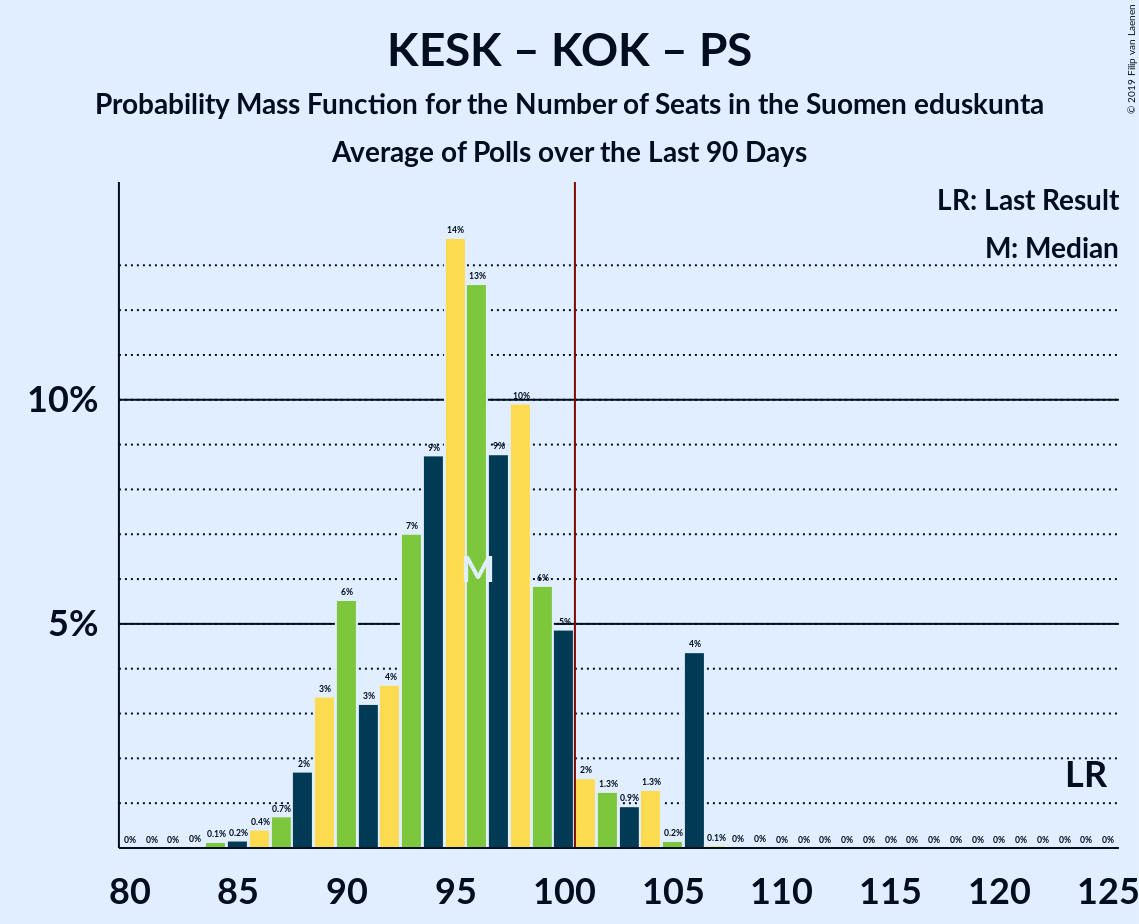 KESK – KOK – PS
Probability Mass Function for the Number of Seats in the Suomen eduskunta
Average of Polls over the Last 90 Days
© 2019 Filip van Laenen
LR: Last Result
M: Median
14%
13%
10%
10%
9%
9%
7%
M
6%
6%
5%
5%
4%
4%
3%
3%
2%
2%
1.3%
1.3%
0.9%
LR
0% 0% 0% 0% 0.1% 0.2% 0.4% 0.7% 0.2% 0.1% 0% 0% 0% 0% 0% 0% 0% 0% 0% 0% 0% 0% 0% 0% 0% 0% 0% 0%
80 85 90 95 100 105 110 115 120 125